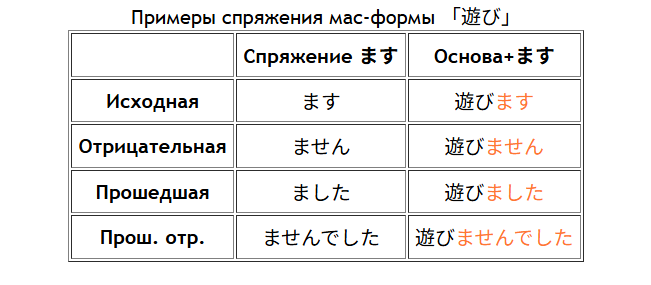 Примеры спряжения мас-формы 「遊び」
Спряжение ます Основа+ます
Исходная ます 遊びます
Отрицательная ません 遊びません
Прошедшая ました 遊びました
Прош. отр. ませんでした 遊びませんでした